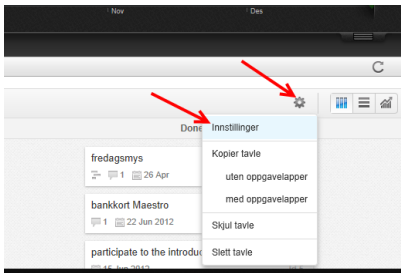 Nov
Des
Done
Innstillinger
fredagsmys
1
26 Apr
Kopier tavle
uten oppgavelapper
med oppgavelapper
bankkort Maestro
1
22 Jun 2012
Skjul tavle
participate to the introduc
Slett tavle